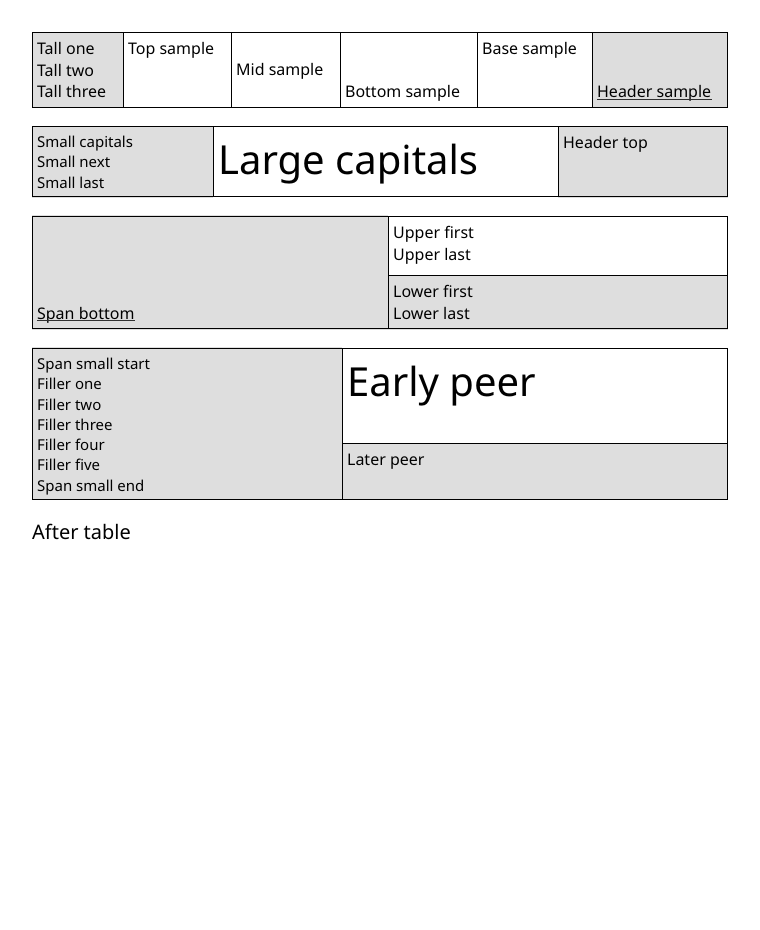 Tall one
Tall two
Tall three
Top sample
Mid sample
Bottom sample
Base sample
Header sample
Small capitals
Small next
Small last
Large capitals
Header top
Span bottom
Upper first
Upper last
Lower first
Lower last
Span small start
Filler one
Filler two
Filler three
Filler four
Filler five
Span small end
Early peer
Later peer
After table